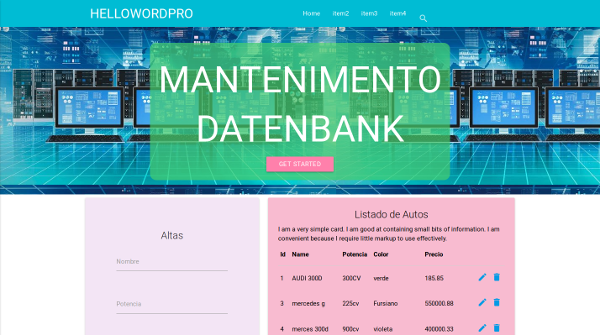 HELLOWORDPRO
Home item2 item3 item4
MANTENIMENTO
DATENBANK
GET STARTED
Altas
Nombre
Potencia
Listado de Autos
I am a very simple card. I am good at containing small bits of information. I am
convenient because I require little markup to use effectively.
Id Name Potencia Color Precio
1 AUDI 300D 300CV verde 185.85
3 mercedes g 225cv Fursiano 550000.88
4 merces 300d 900cv violeta 400000.33